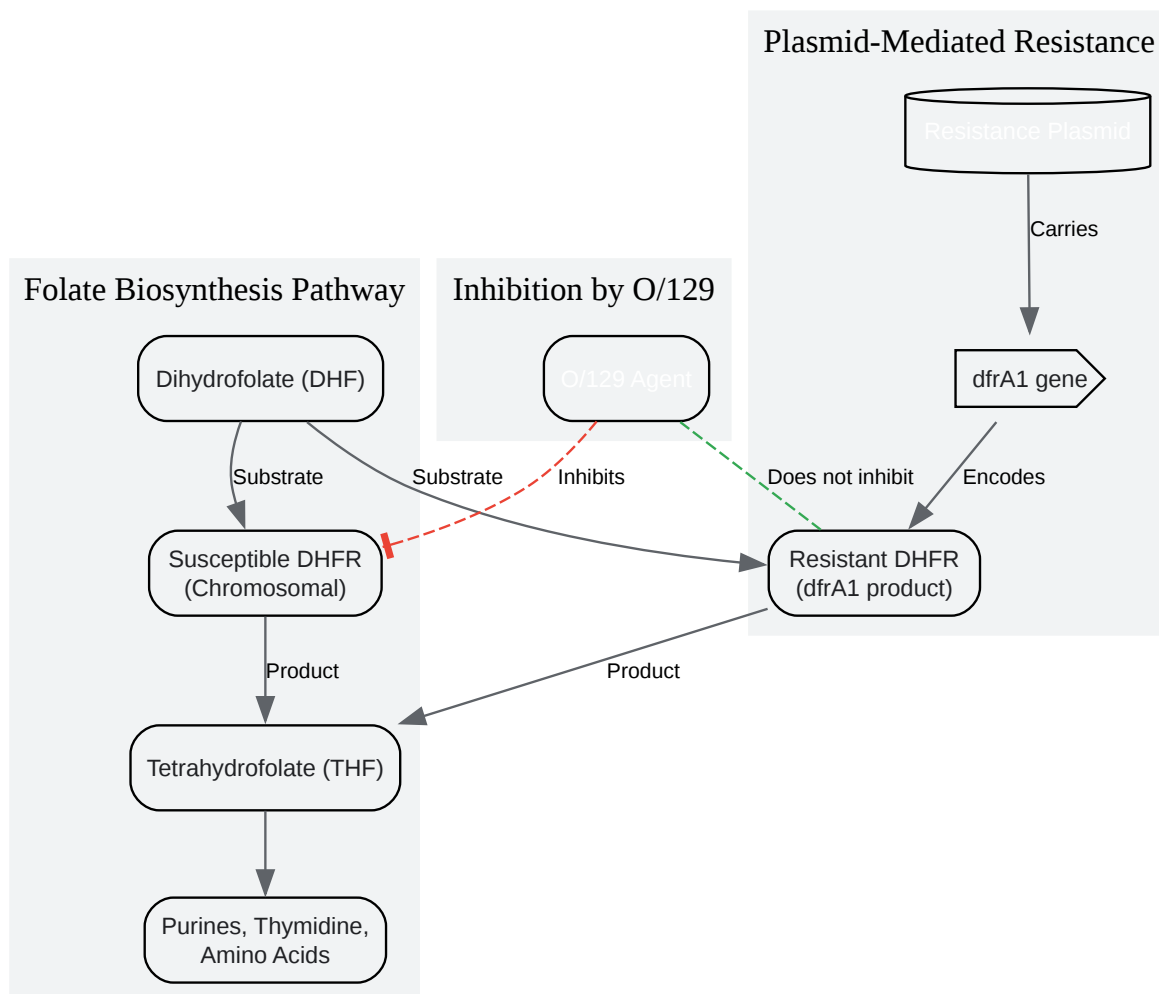 Plasmid-Mediated Resistance
Resistance Plasmid
Carries
Folate Biosynthesis Pathway
Inhibition by O/129
Dihydrofolate (DHF)
O/129 Agent
dfrA1 gene
Substrate
Substrate
Inhibits
Does not inhibit
Encodes
Susceptible DHFR
(Chromosomal)
Resistant DHFR
(dfrA1 product)
Product
Product
Tetrahydrofolate (THF)
Purines, Thymidine,
Amino Acids